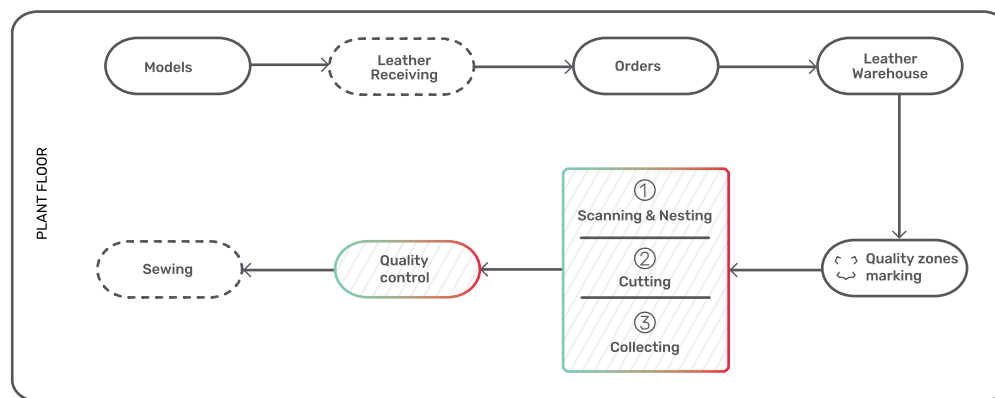 Models
Leather
Receiving
Orders
Leather
Warehouse
PLANT FLOOR
Sewing
Quality
control
1
Scanning & Nesting
2
Cutting
3
Collecting
Quality zones
marking